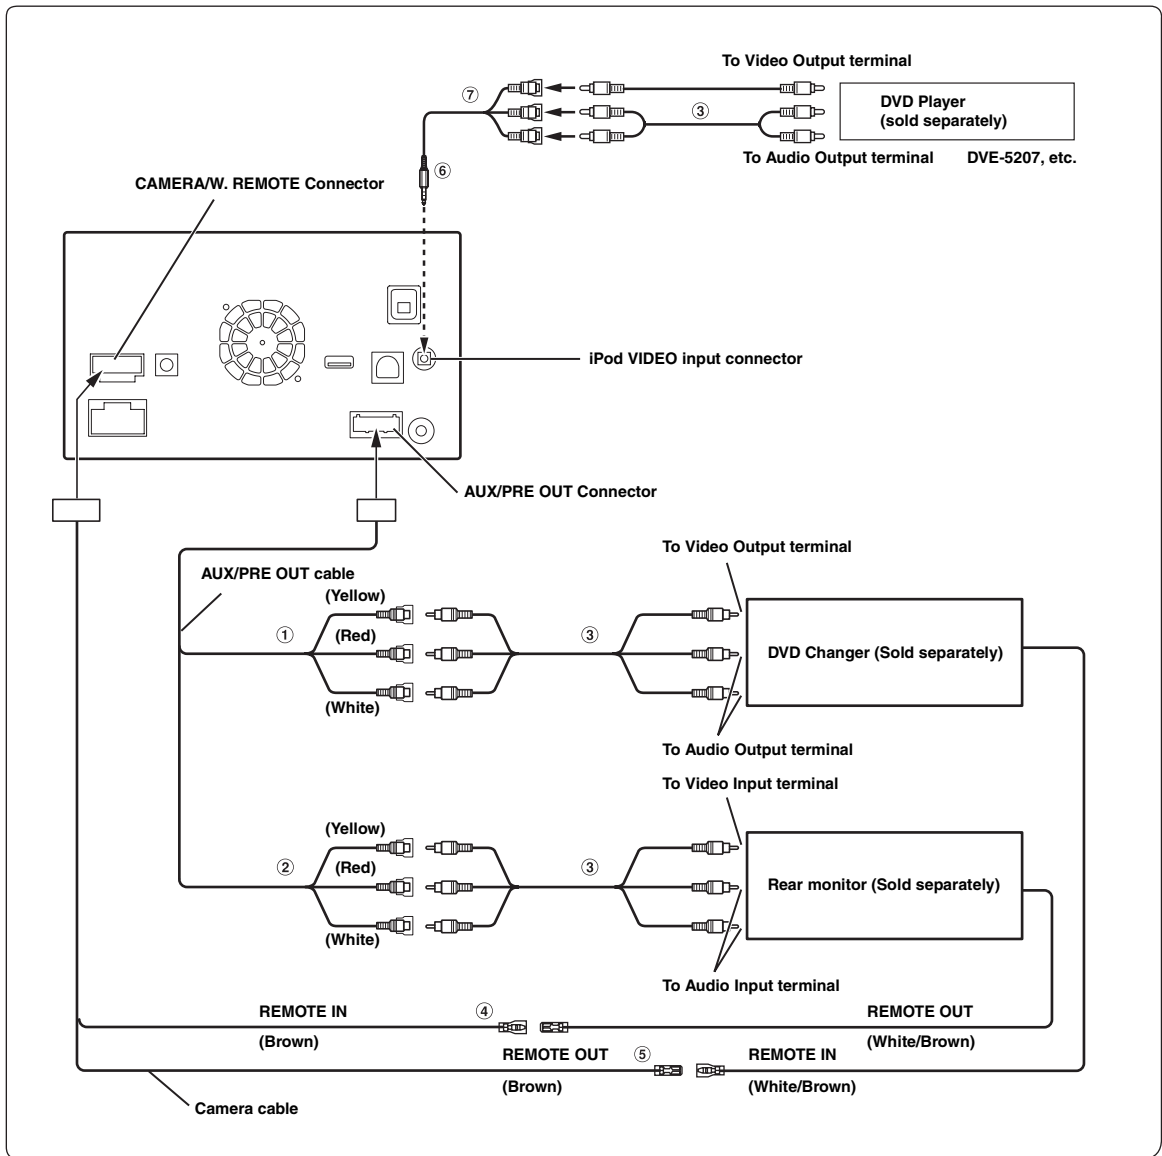 To Video Output terminal
⑦
③
DVD Player
(sold separately)
To Audio Output terminal
DVE-5207, etc.
⑥
CAMERA/W. REMOTE Connector
iPod VIDEO input connector
AUX/PRE OUT Connector
To Video Output terminal
AUX/PRE OUT cable
(Yellow)
①
(Red)
③
DVD Changer (Sold separately)
(White)
To Audio Output terminal
To Video Input terminal
(Yellow)
②
(Red)
③
Rear monitor (Sold separately)
(White)
To Audio Input terminal
REMOTE IN
④
REMOTE OUT
(Brown)
(White/Brown)
REMOTE OUT
⑤
REMOTE IN
(Brown)
(White/Brown)
Camera cable